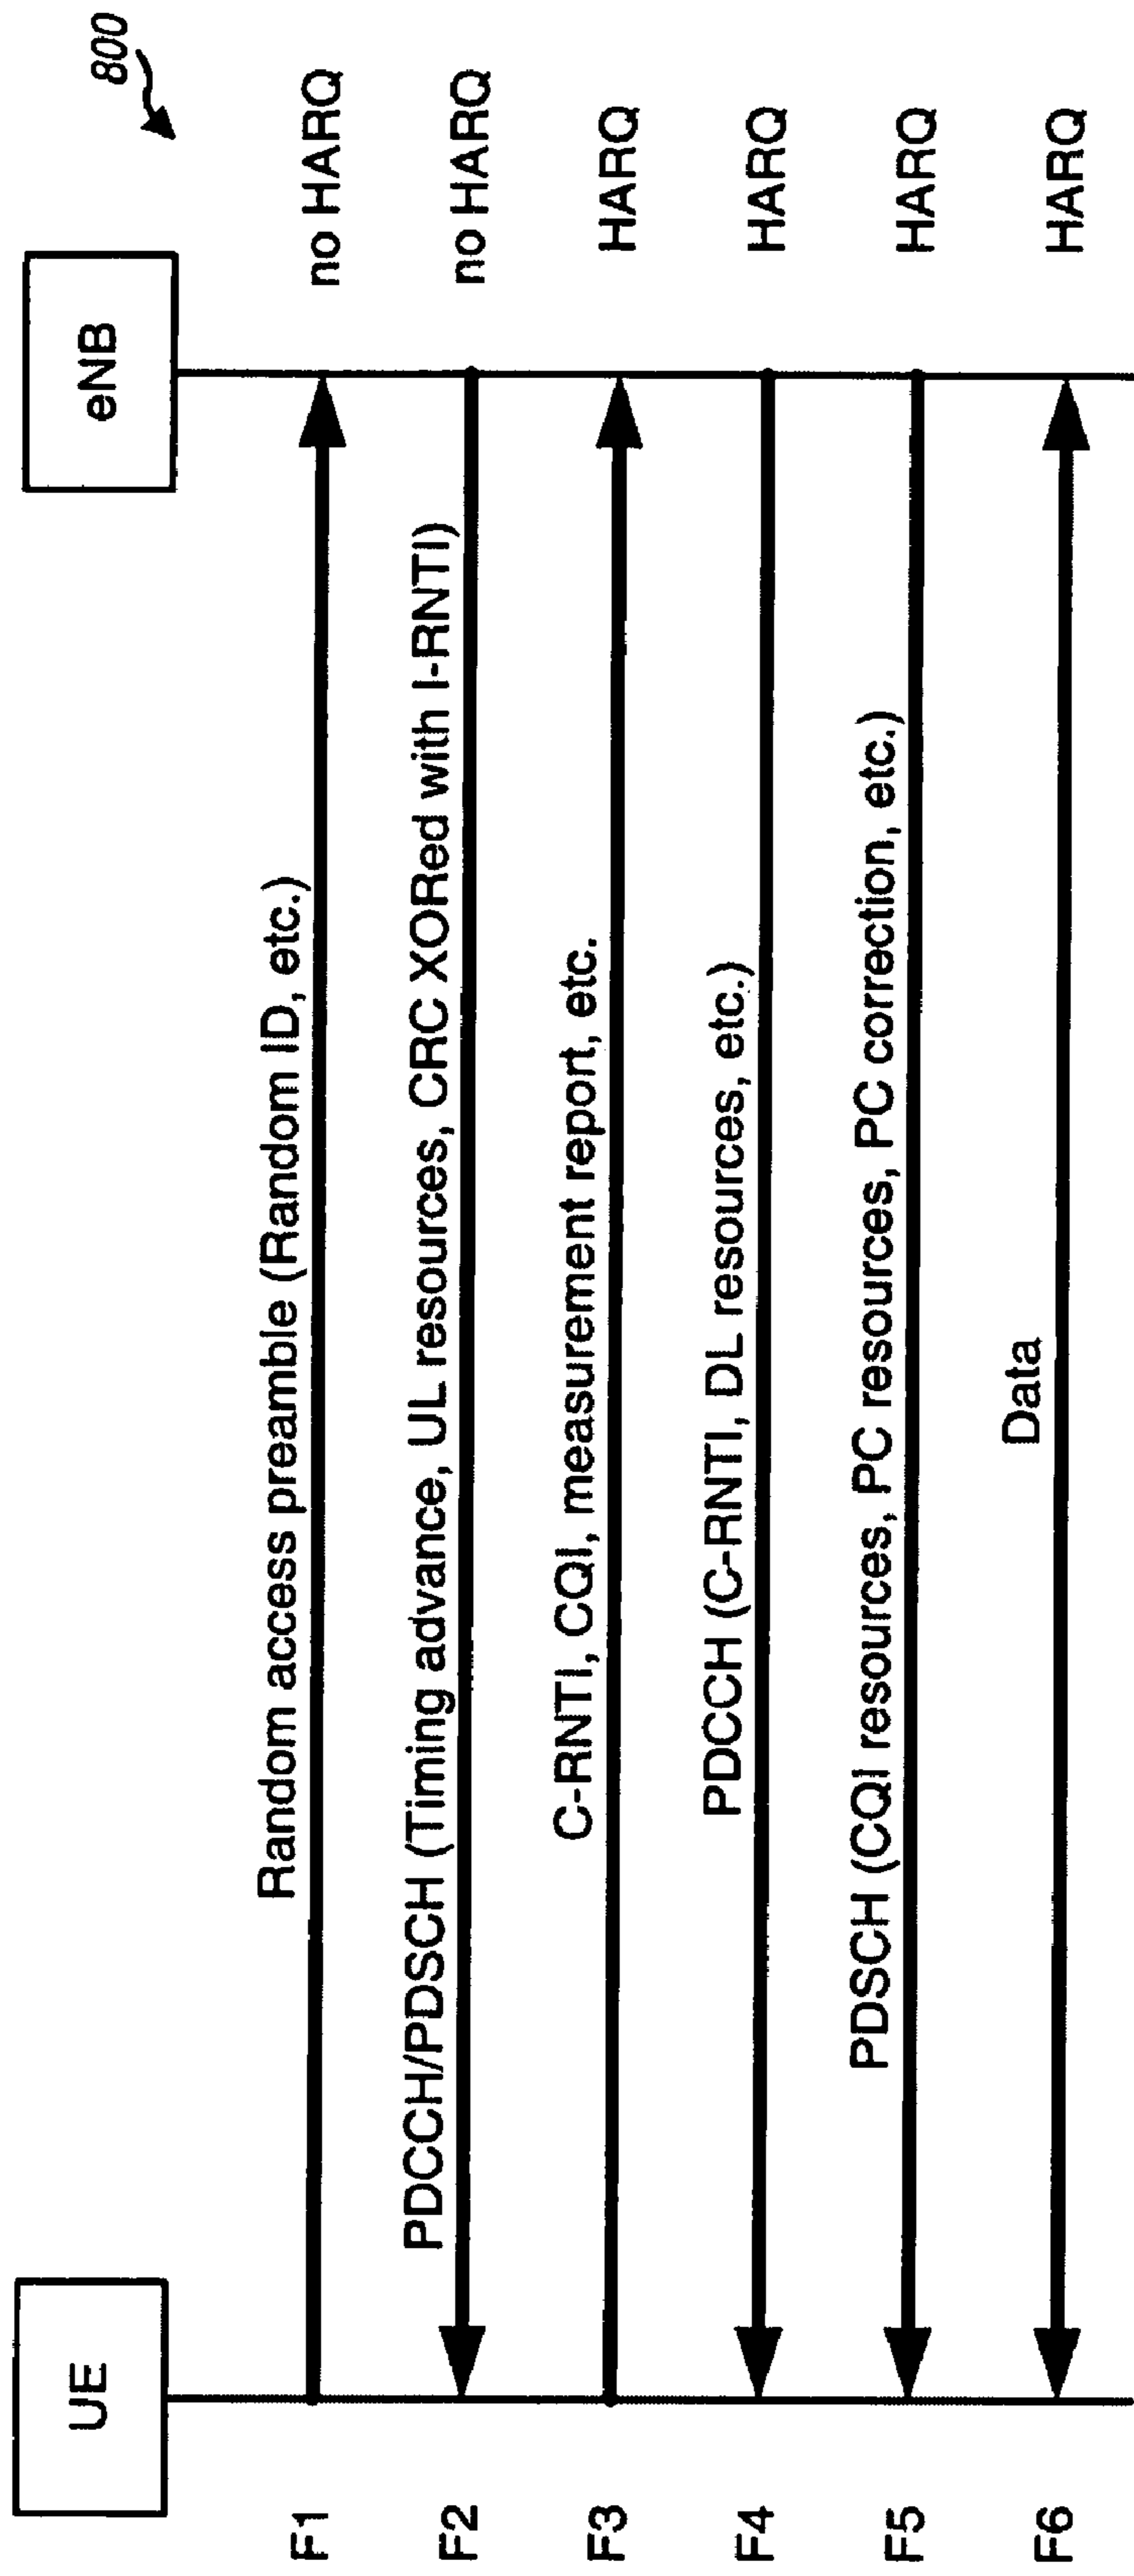 800
UE
eNB
F1
Random access preamble (Random ID, etc.)
no HARQ
F2
PDCCH/PDSCH (Timing advance, UL resources, CRC XORed with I-RNTI)
no HARQ
F3
C-RNTI, CQI, measurement report, etc.
HARQ
F4
PDCCH (C-RNTI, DL resources, etc.)
HARQ
F5
PDSCH (CQI resources, PC resources, PC correction, etc.)
HARQ
F6
Data
HARQ